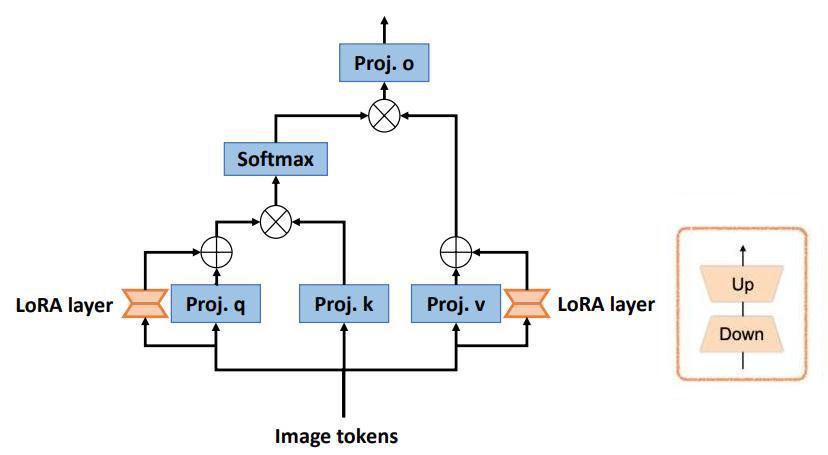 Proj. o
Softmax
LoRA layer
Proj. q
Proj. k
Proj. v
LoRA layer
Image tokens
Up
Down